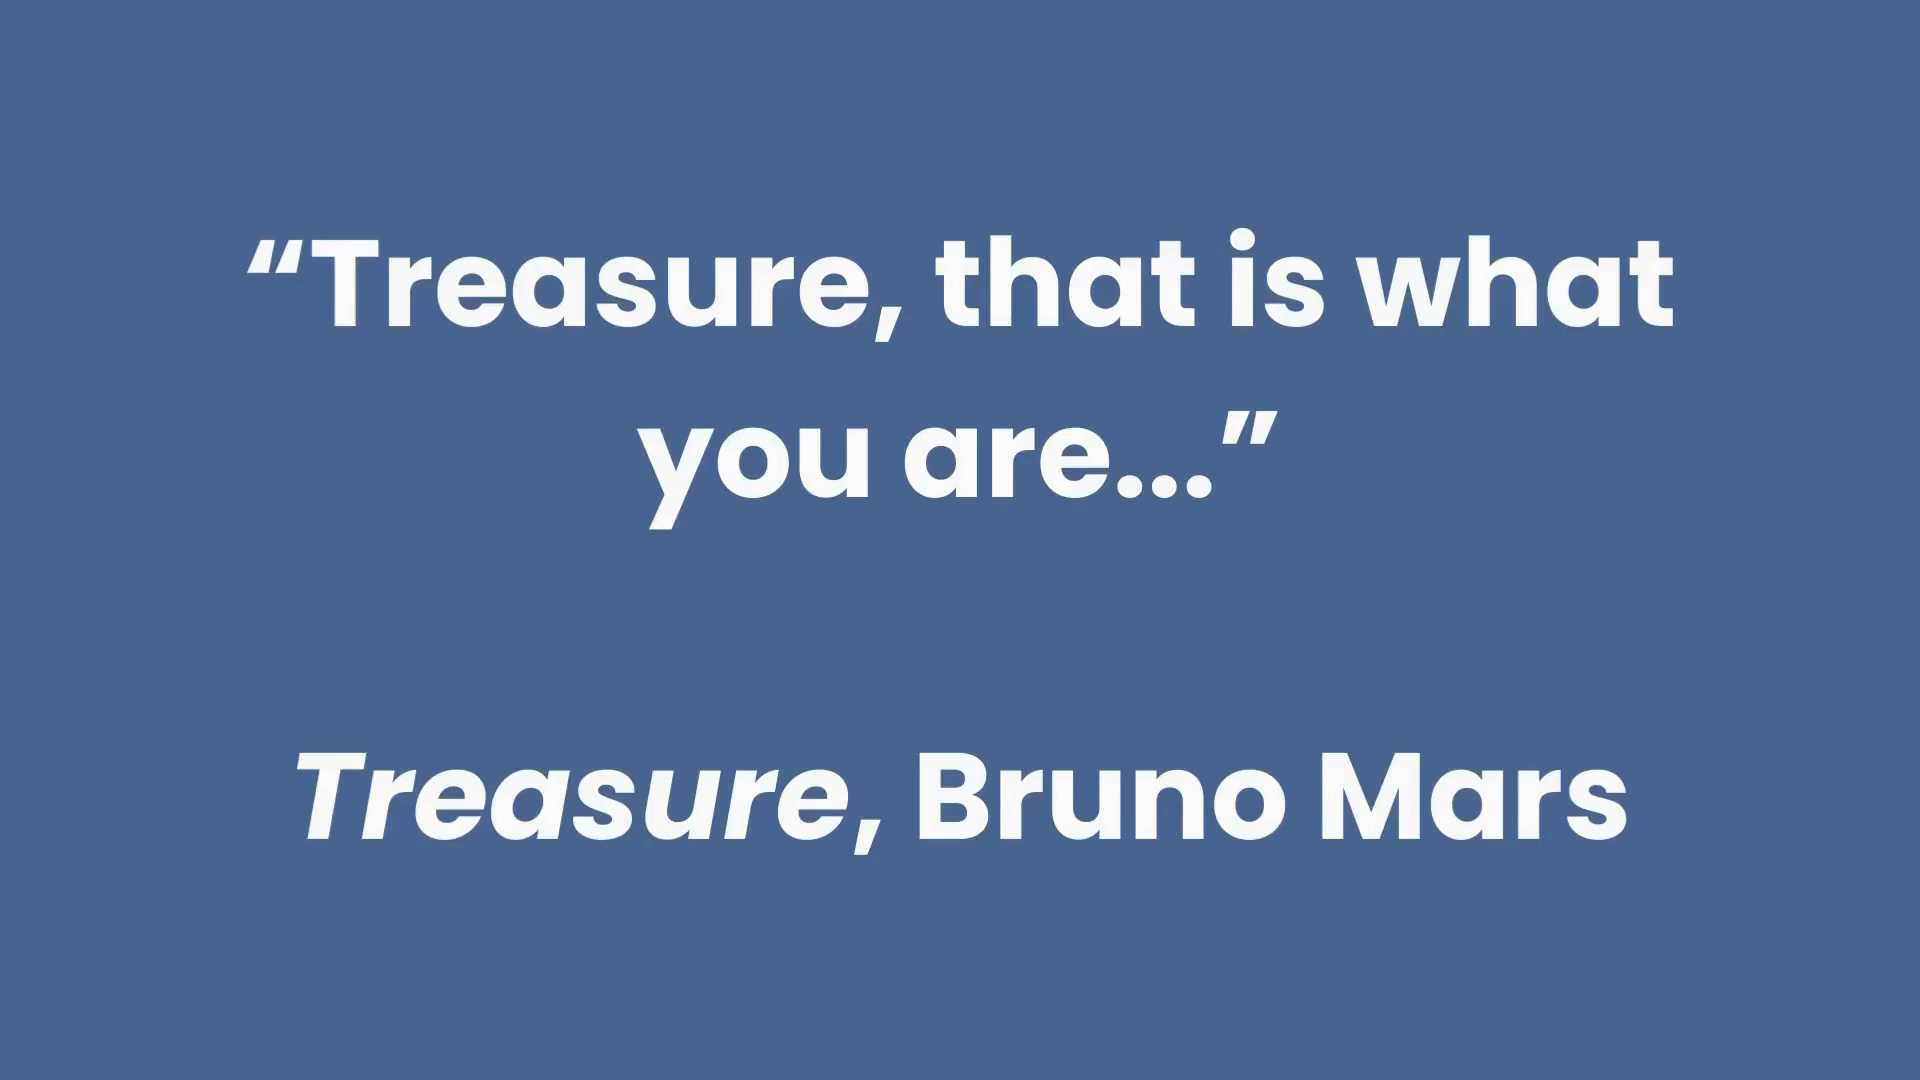 “Treasure, that is what
you are...”
Treasure, Bruno Mars